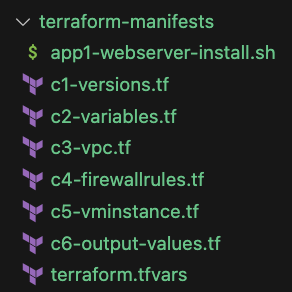 terraform-manifests
$ app1-webserver-install.sh
c1-versions.tf
c2-variables.tf
c3-vpc.tf
c4-firewallrules.tf
c5-vminstance.tf
c6-output-values.tf
terraform.tfvars